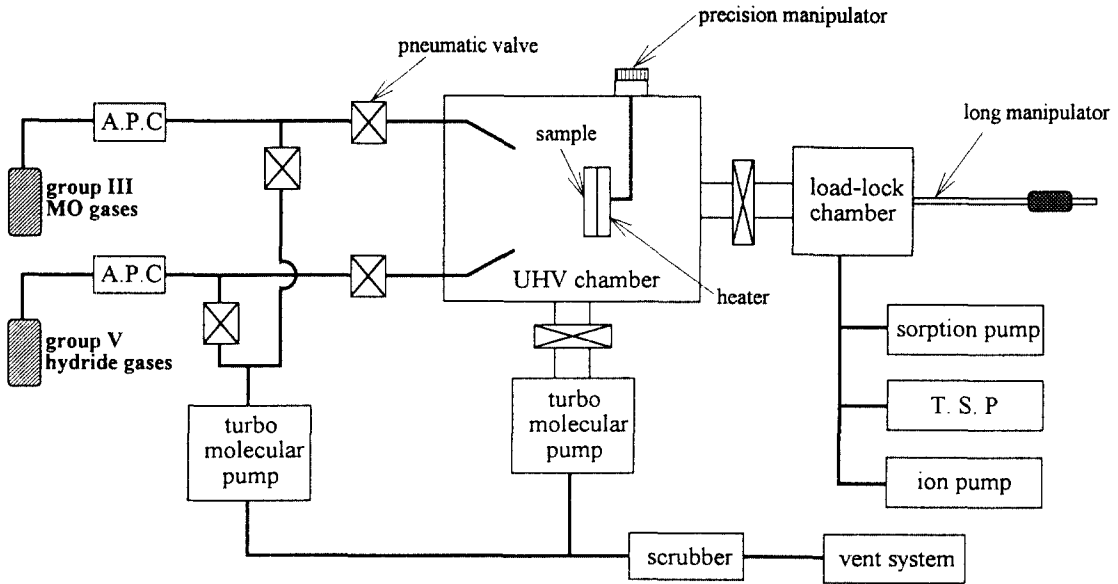 precision manipulator
pneumatic valve
A.P.C
sample
long manipulator
load-lock
chamber
group III
MO gases
A.P.C
UHV chamber
heater
group V
hydride gases
sorption pump
turbo
molecular
pump
turbo
molecular
pump
T. S. P
ion pump
scrubber
vent system